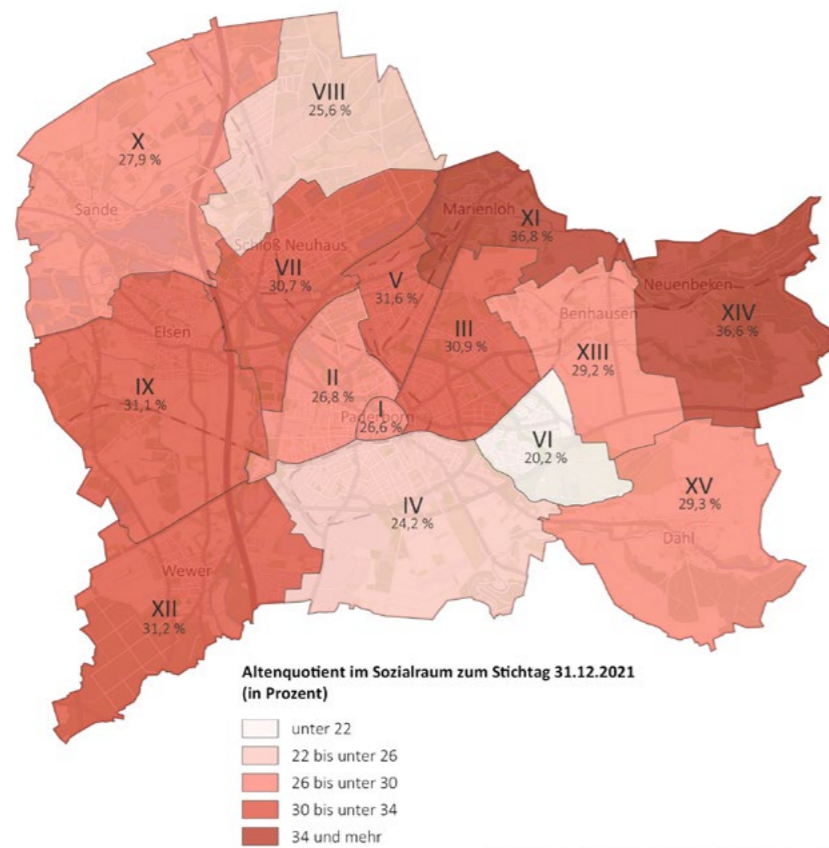 VIII
25,6 %
X
27,9 %
Sande
Marienloh
XI
36,8 %
Schloß Neuhaus
VII
30,7 %
V
31,6 %
Neuenbeken
XIV
36,6 %
Elsen
III
30,9 %
Benhausen
XIII
29,2 %
IX
31,1 %
II
26,8 %
I
Paderborn
26,6 %
VI
20,2 %
IV
24,2 %
XV
29,3 %
Dahl
Wewer
XII
31,2 %
Altenquotient im Sozialraum zum Stichtag 31.12.2021
(in Prozent)
unter 22
22 bis unter 26
26 bis unter 30
30 bis unter 34
34 und mehr